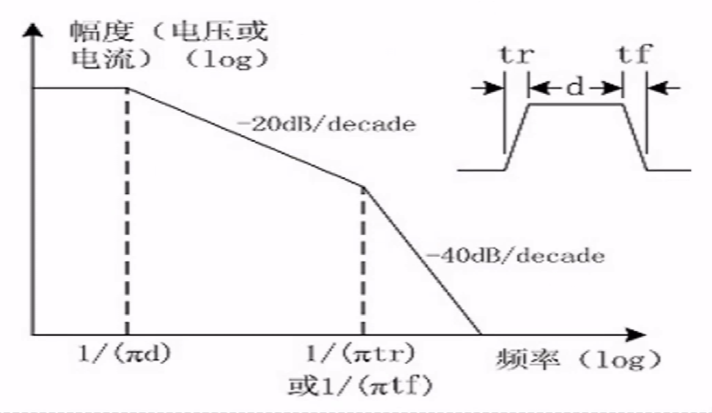 幅度（电压或
电流）（log）
tr
tf
d
-20dB/decade
-40dB/decade
1/(πd)
1/(πtr)
或1/(πtf)
频率（log）